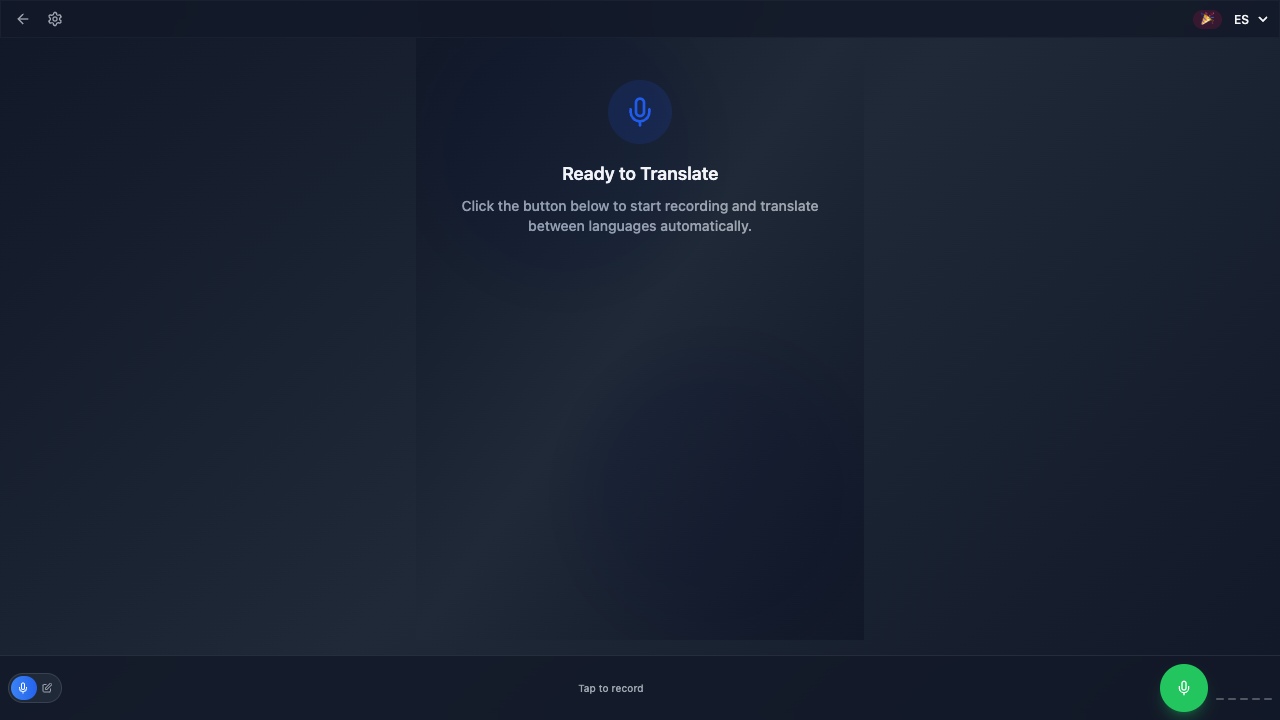 ES
Ready to Translate
Click the button below to start recording and translate
between languages automatically.
Tap to record